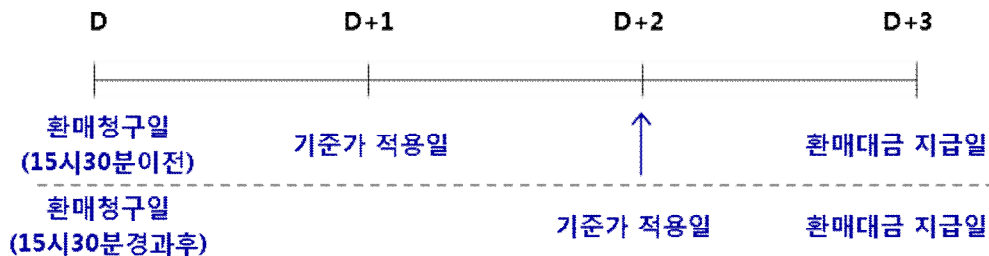 D D+1 D+2 D+3
환매청구일
(15시30분이전)
기준가 적용일
환매대금 지급일
환매청구일
(15시30분경과후)
기준가 적용일
환매대금 지급일